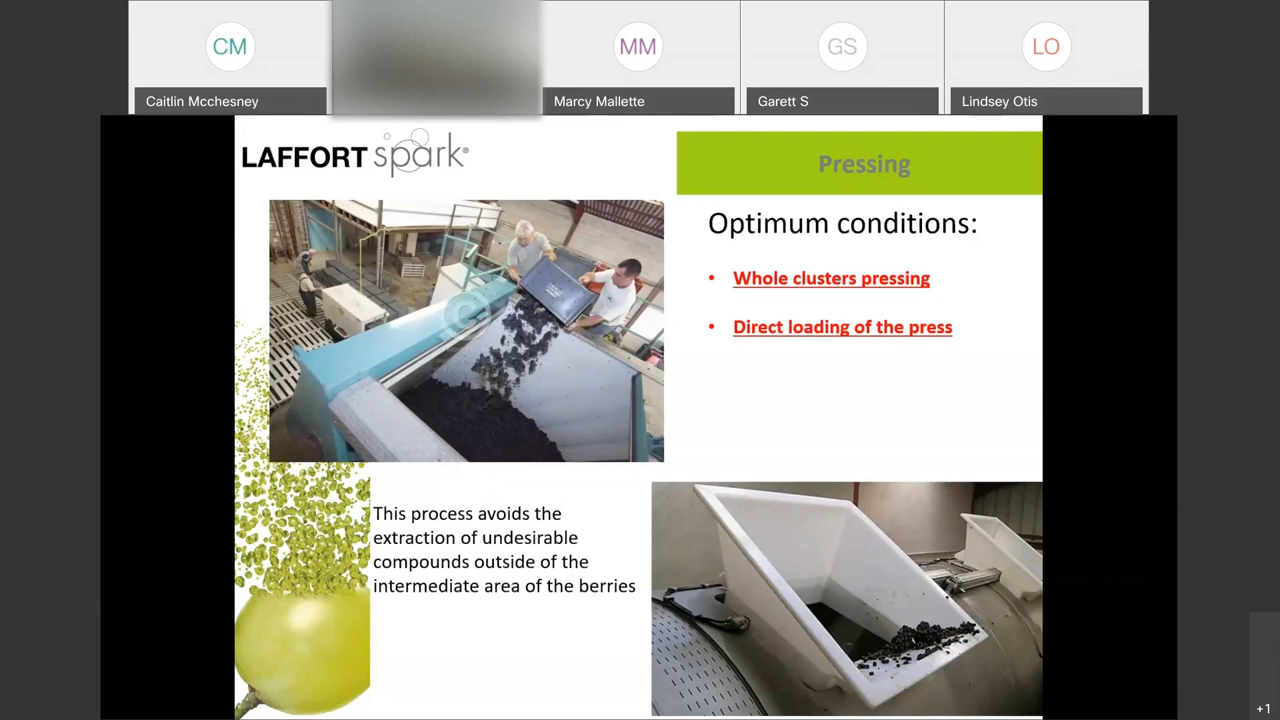 CM
MM
GS
LO
Caitlin Mcchesney
Marcy Mallette
Garett S
Lindsey Otis
LAFFORT spark®
Pressing
Optimum conditions:
• Whole clusters pressing
• Direct loading of the press
©
This process avoids the
extraction of undesirable
compounds outside of the
intermediate area of the berries
+1